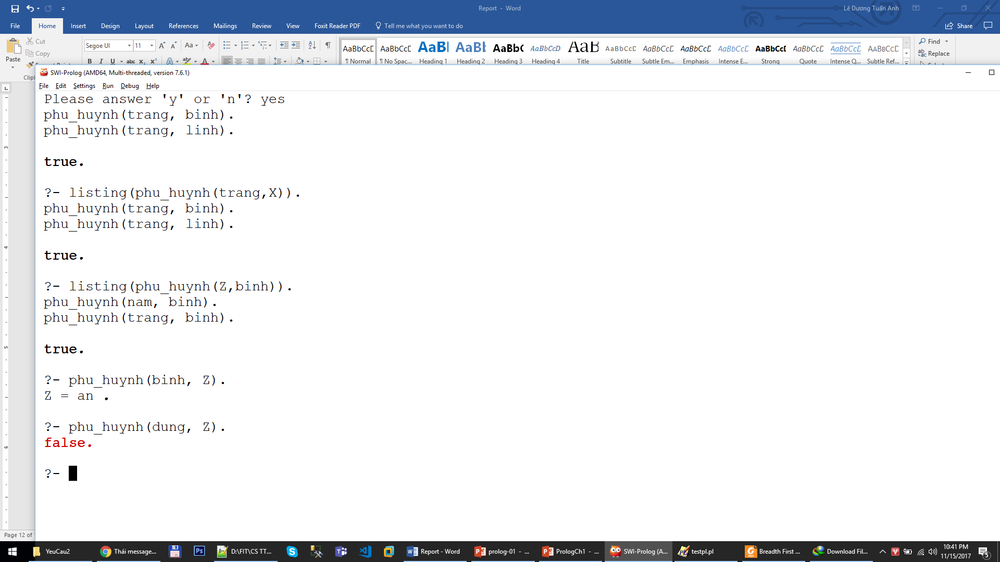 Report - Word
Lê Dương Tuấn Anh
File Home Insert Design Layout References Mailings Review View Foxit Reader PDF Tell me what you want to do Share
Cut
Copy
Paste
Segoe UI 11
AaBbCcD AaBbCcD AaBl AaBl AaBb( AaBbCcD AaB AaBbCcD AaBbCcD AaBbCcD AaBbCcD AaBbCcI AaBbCcD AaBbCcD AABBCCD
¶ Normal ¶ No Spac... Heading 1 Heading 2 Heading 3 Heading 4 Title Subtitle Subtle Em... Emphasis Intense E... Strong Quote Intense Q... Subtle Ref...
Find
Replace
Clip
SWI-Prolog (AMD64, Multi-threaded, version 7.6.1)
File Edit Settings Run Debug Help
Please answer 'y' or 'n'? yes
phu_huynh(trang, binh).
phu_huynh(trang, linh).
true.
?- listing(phu_huynh(trang,X)).
phu_huynh(trang, binh).
phu_huynh(trang, linh).
true.
?- listing(phu_huynh(Z,binh)).
phu_huynh(nam, binh).
phu_huynh(trang, binh).
true.
?- phu_huynh(binh, Z).
Z = an .
?- phu_huynh(dung, Z).
false.
?-
Page 12 of
YeuCau2 Thái message... D:\FIT\CS TT... Report - Word prolog-01 - ... PrologCh1 - ... SWI-Prolog (A... testpl.pl Breadth First ... Download Fil...
10:41 PM
11/15/2017
5